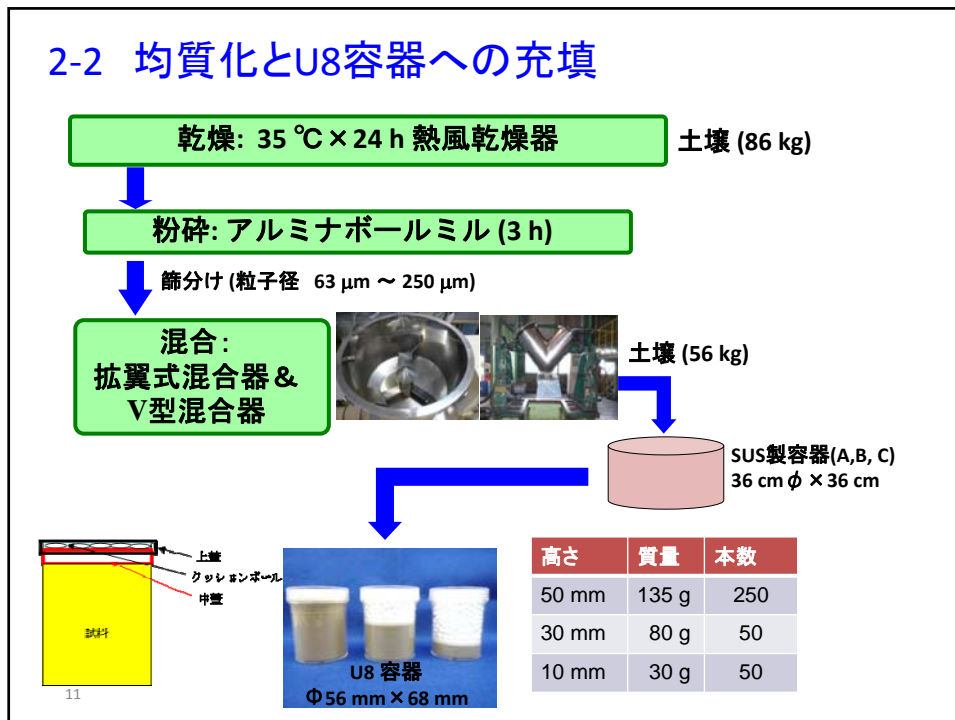 2-2 均質化とU8容器への充填
乾燥: 35 ℃×24 h 熱風乾燥器
土壌 (86 kg)
粉砕: アルミナボールミル (3 h)
篩分け (粒子径 63 μm ~ 250 μm)
混合:
拡翼式混合器&
V型混合器
土壌 (56 kg)
SUS製容器(A,B, C)
36 cmφ×36 cm
上蓋
クッションボール
中蓋
試料
U8 容器
Φ56 mm×68 mm
高さ 質量 本数
50 mm 135 g 250
30 mm 80 g 50
10 mm 30 g 50
11